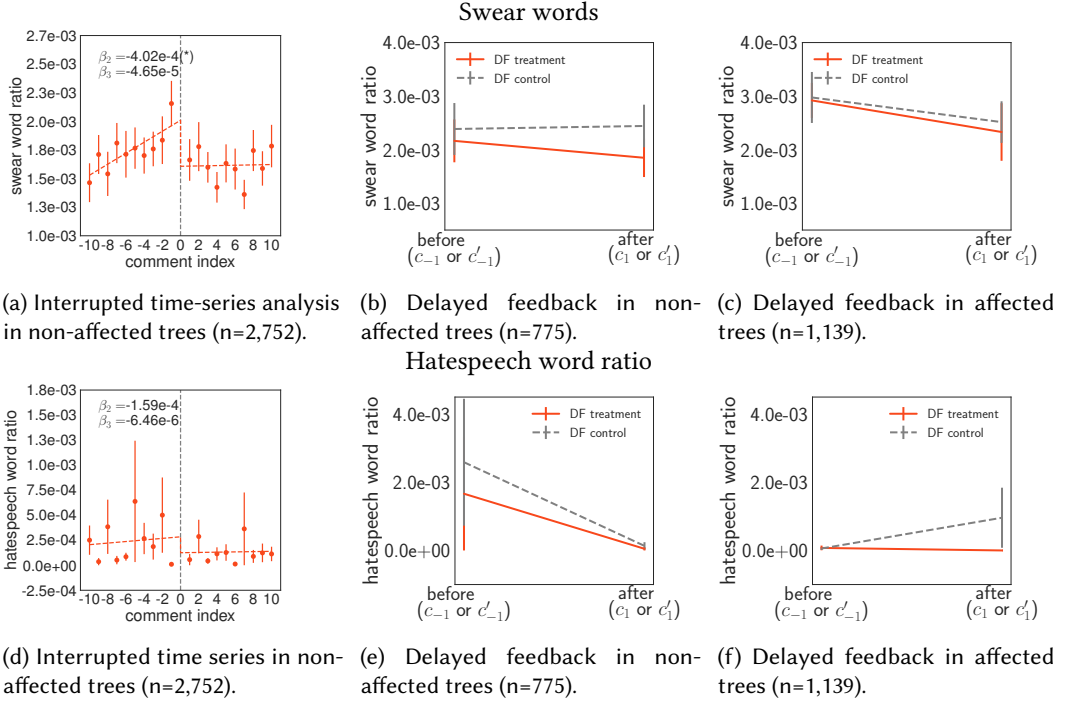 Swear words
2.7e-03
2.5e-03
2.3e-03
2.0e-03
1.8e-03
1.5e-03
1.3e-03
1.0e-03
swear word ratio
β2 =-4.02e-4(*)
β3 =-4.65e-5
-10 -8 -6 -4 -2 0 2 4 6 8 10
comment index
4.0e-03
3.0e-03
2.0e-03
1.0e-03
swear word ratio
DF treatment
DF control
before
(c−1 or c′−1)
after
(c1 or c′1)
4.0e-03
3.0e-03
2.0e-03
1.0e-03
swear word ratio
DF treatment
DF control
before
(c−1 or c′−1)
after
(c1 or c′1)
(a) Interrupted time-series analysis
in non-affected trees (n=2,752).
(b) Delayed feedback in non-
affected trees (n=775).
(c) Delayed feedback in affected
trees (n=1,139).
Hatespeech word ratio
1.8e-03
1.5e-03
1.3e-03
1.0e-03
7.5e-04
5.0e-04
2.5e-04
0.0e+00
-2.5e-04
hatespeech word ratio
β2 =-1.59e-4
β3 =-6.46e-6
-10 -8 -6 -4 -2 0 2 4 6 8 10
comment index
4.0e-03
2.0e-03
0.0e+00
hatespeech word ratio
DF treatment
DF control
before
(c−1 or c′−1)
after
(c1 or c′1)
4.0e-03
2.0e-03
0.0e+00
hatespeech word ratio
DF treatment
DF control
before
(c−1 or c′−1)
after
(c1 or c′1)
(d) Interrupted time series in non-
affected trees (n=2,752).
(e) Delayed feedback in non-
affected trees (n=775).
(f) Delayed feedback in affected
trees (n=1,139).